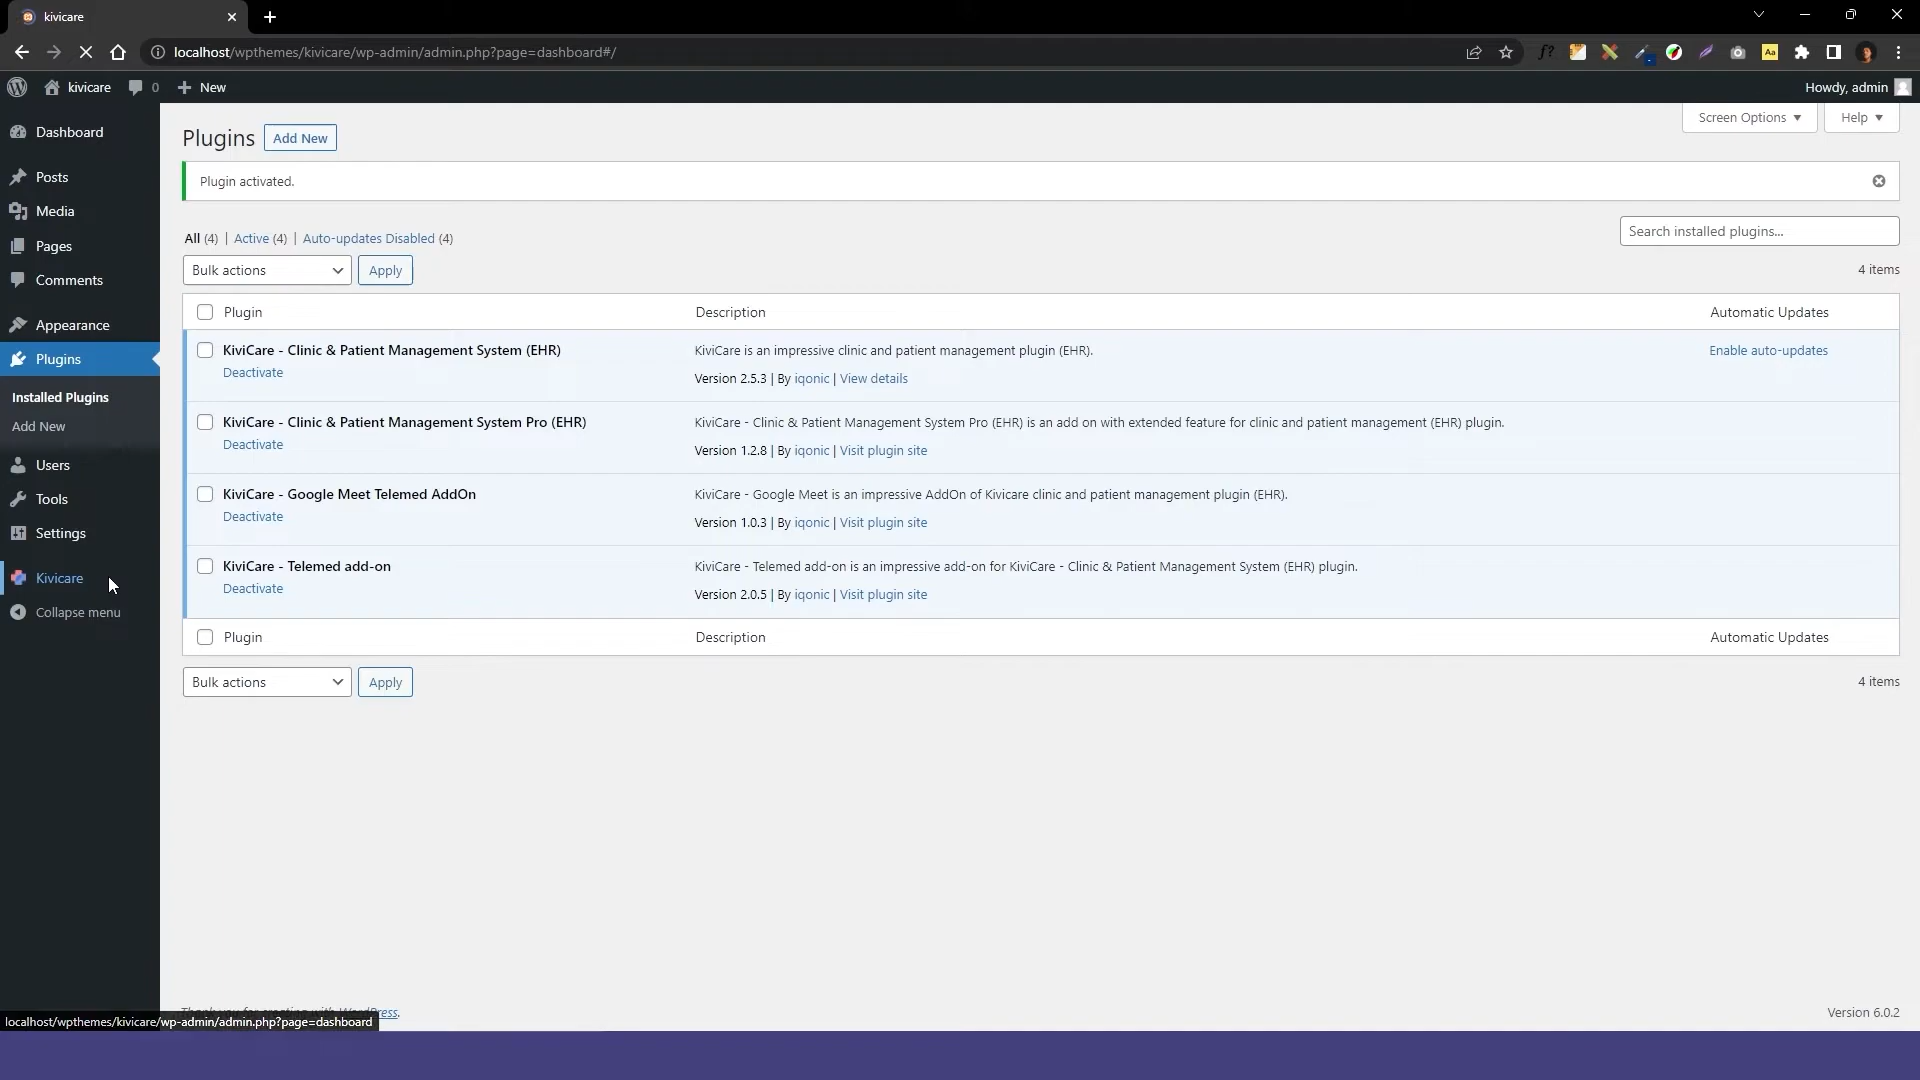 kivicare
localhost/wpthemes/kivicare/wp-admin/admin.php?page=dashboard#/
f?
Aa
kivicare
0
New
Howdy, admin
Dashboard
Posts
Media
Pages
Comments
Appearance
Plugins
Installed Plugins
Add New
Users
Tools
Settings
Kivicare
Collapse menu
Screen Options
Help
Plugins
Add New
Plugin activated.
All (4) | Active (4) | Auto-updates Disabled (4)
Search installed plugins...
Bulk actions
Apply
4 items
Plugin
Description
Automatic Updates
KiviCare - Clinic & Patient Management System (EHR)
Deactivate
KiviCare is an impressive clinic and patient management plugin (EHR).
Version 2.5.3 | By iqonic | View details
Enable auto-updates
KiviCare - Clinic & Patient Management System Pro (EHR)
Deactivate
KiviCare - Clinic & Patient Management System Pro (EHR) is an add on with extended feature for clinic and patient management (EHR) plugin.
Version 1.2.8 | By iqonic | Visit plugin site
KiviCare - Google Meet Telemed AddOn
Deactivate
KiviCare - Google Meet is an impressive AddOn of Kivicare clinic and patient management plugin (EHR).
Version 1.0.3 | By iqonic | Visit plugin site
KiviCare - Telemed add-on
Deactivate
KiviCare - Telemed add-on is an impressive add-on for KiviCare - Clinic & Patient Management System (EHR) plugin.
Version 2.0.5 | By iqonic | Visit plugin site
Plugin
Description
Automatic Updates
Bulk actions
Apply
4 items
Thank you for creating with WordPress.
Version 6.0.2
localhost/wpthemes/kivicare/wp-admin/admin.php?page=dashboard